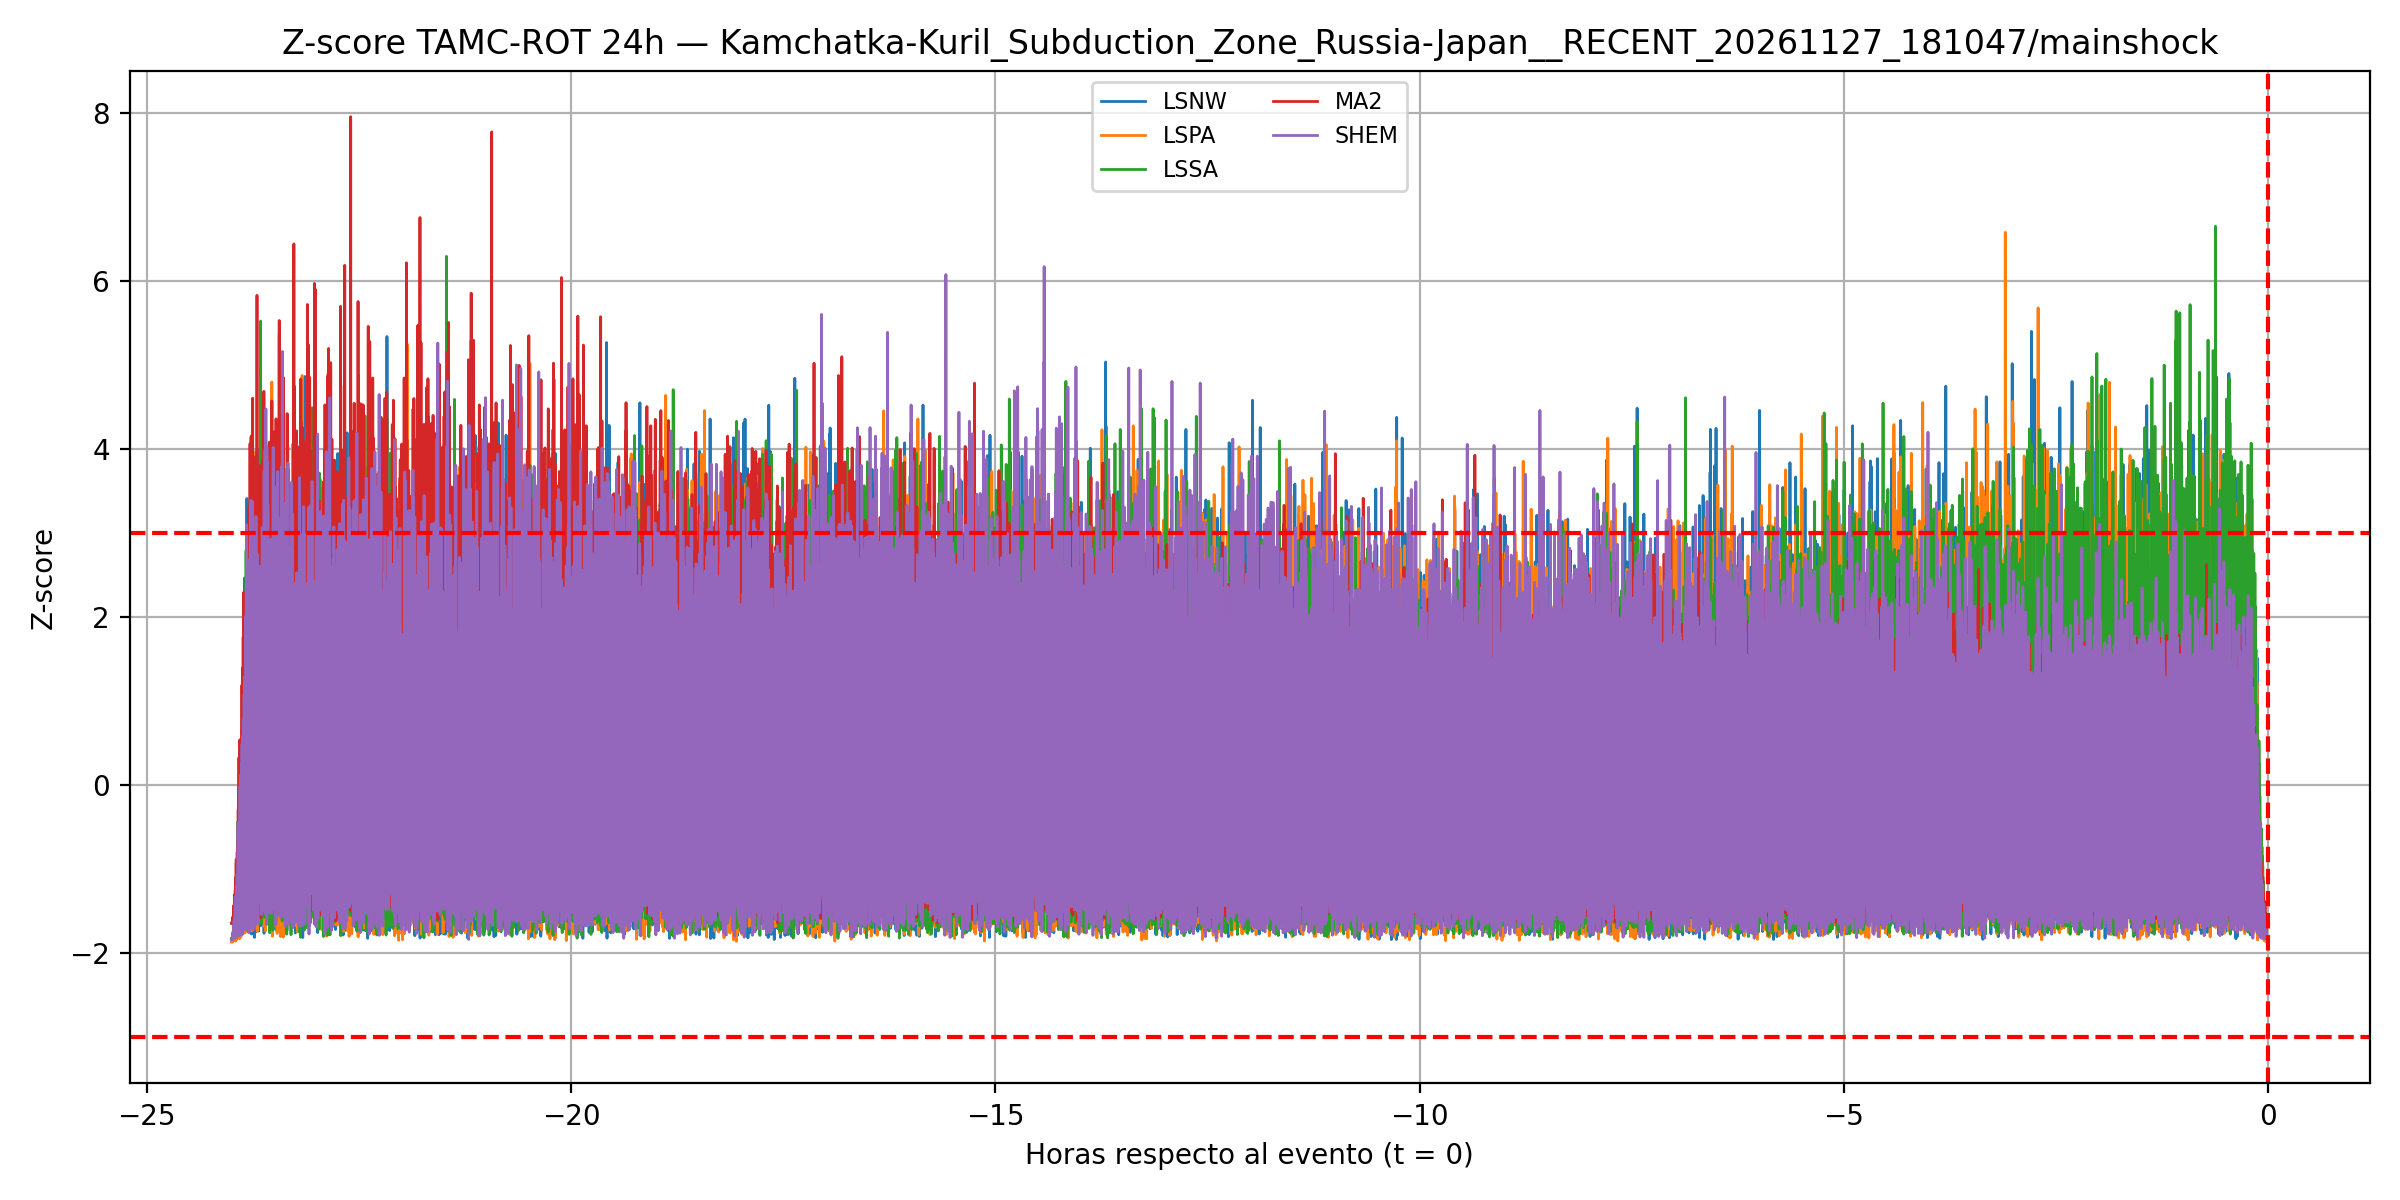 Z-score TAMC-ROT 24h — Kamchatka-Kuril_Subduction_Zone_Russia-Japan__RECENT_20261127_181047/mainshock
LSNW
LSPA
LSSA
MA2
SHEM
8
6
4
2
0
−2
Z-score
−25
−20
−15
−10
−5
0
Horas respecto al evento (t = 0)